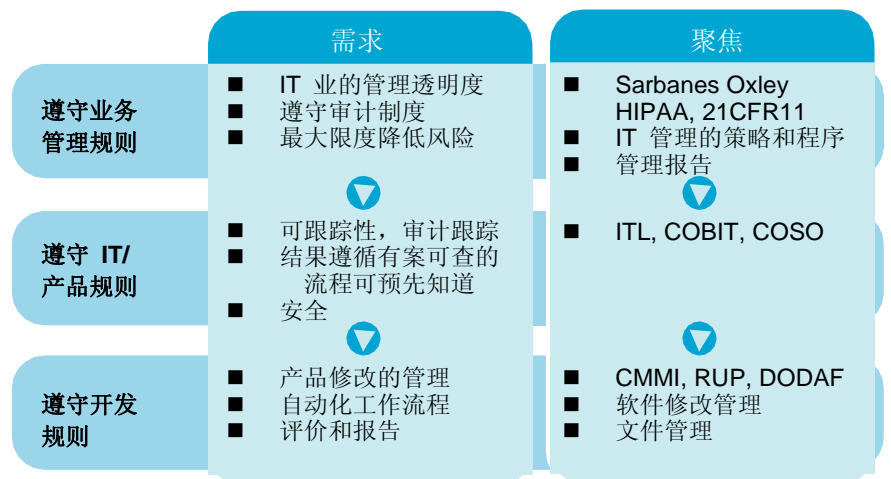 需求
聚焦
遵守业务
管理规则
■ IT 业的管理透明度
■ 遵守审计制度
■ 最大限度降低风险
■ Sarbanes Oxley
HIPAA, 21CFR11
■ IT 管理的策略和程序
■ 管理报告
遵守 IT/
产品规则
■ 可跟踪性，审计跟踪
■ 结果遵循有案可查的
流程可预先知道
■ 安全
■ ITL, COBIT, COSO
遵守开发
规则
■ 产品修改的管理
■ 自动化工作流程
■ 评价和报告
■ CMMI, RUP, DODAF
■ 软件修改管理
■ 文件管理